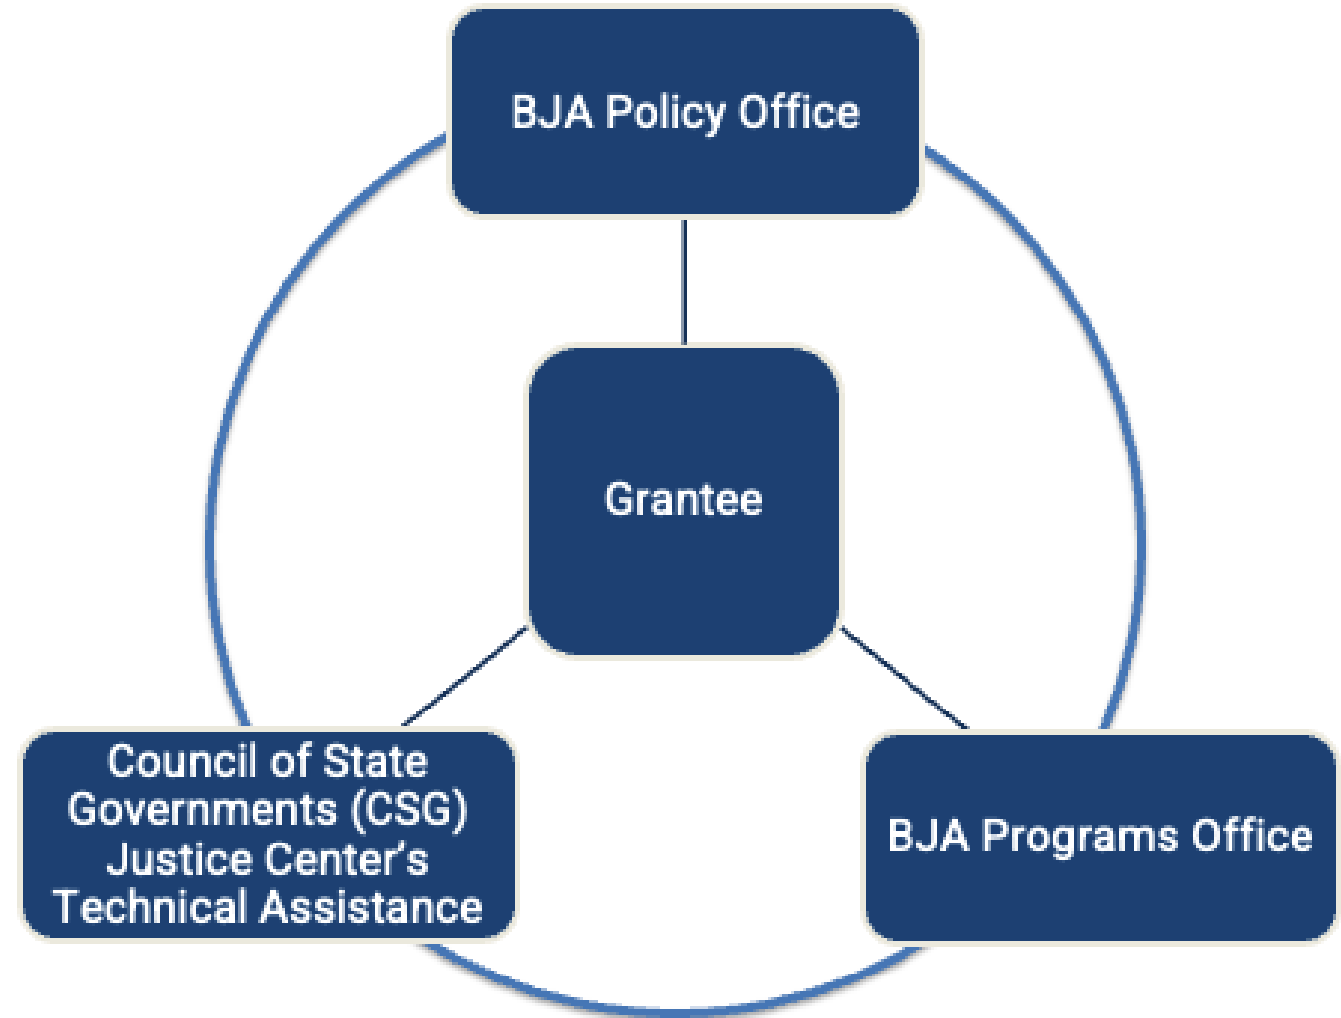 BJA Policy Office
Grantee
Council of State
Governments (CSG)
Justice Center’s
Technical Assistance
BJA Programs Office